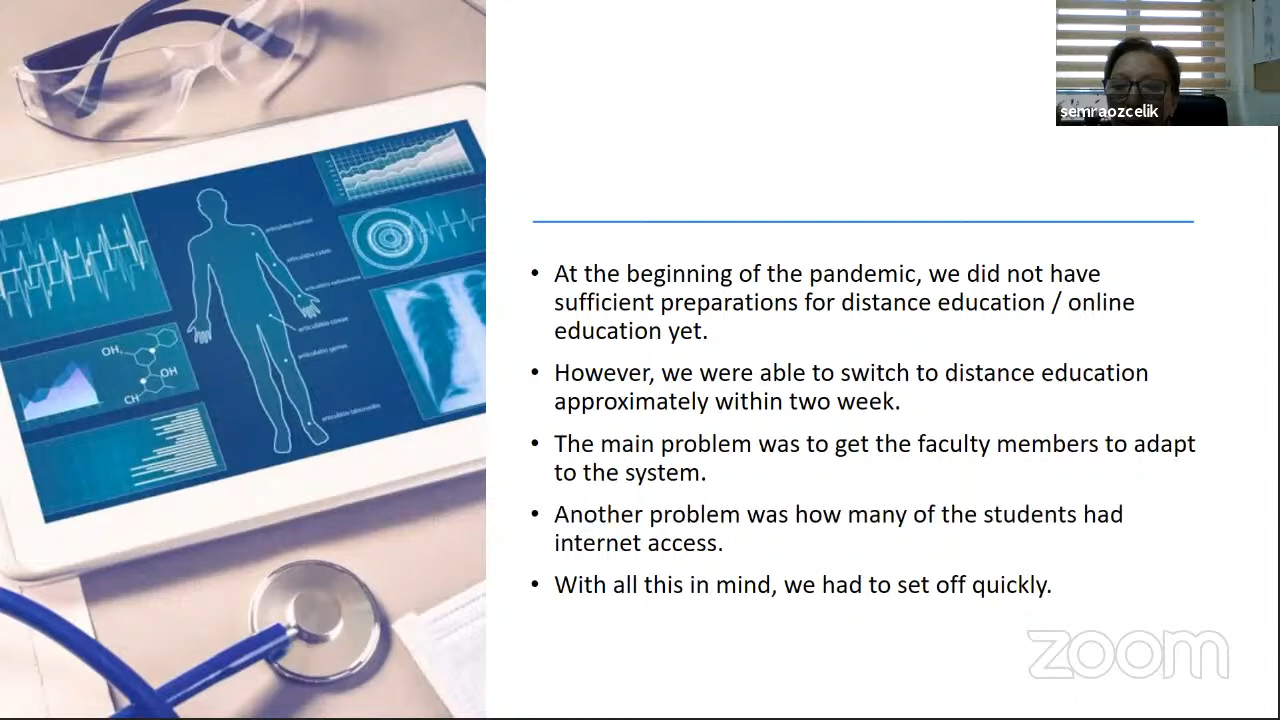 semraozcelik
At the beginning of the pandemic, we did not have
sufficient preparations for distance education / online
education yet.
However, we were able to switch to distance education
approximately within two week.
The main problem was to get the faculty members to adapt
to the system.
Another problem was how many of the students had
internet access.
With all this in mind, we had to set off quickly.
zoom
OH
OH
CH